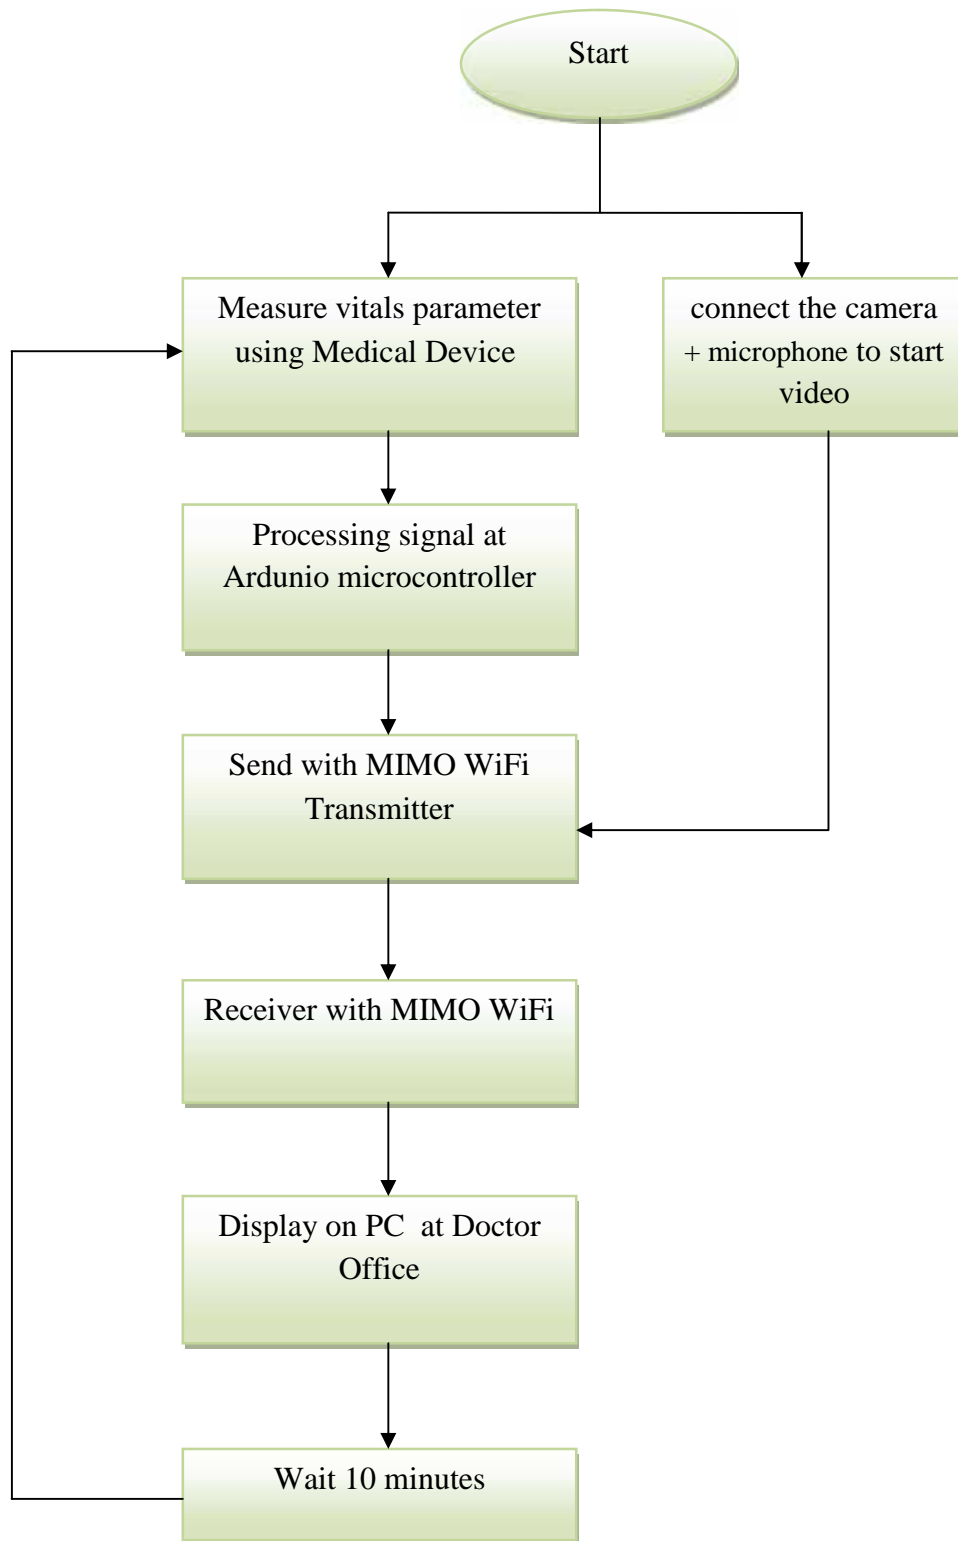 Start
Measure vitals parameter
using Medical Device
connect the camera
+ microphone to start
video
Processing signal at
Ardunio microcontroller
Send with MIMO WiFi
Transmitter
Receiver with MIMO WiFi
Display on PC at Doctor
Office
Wait 10 minutes